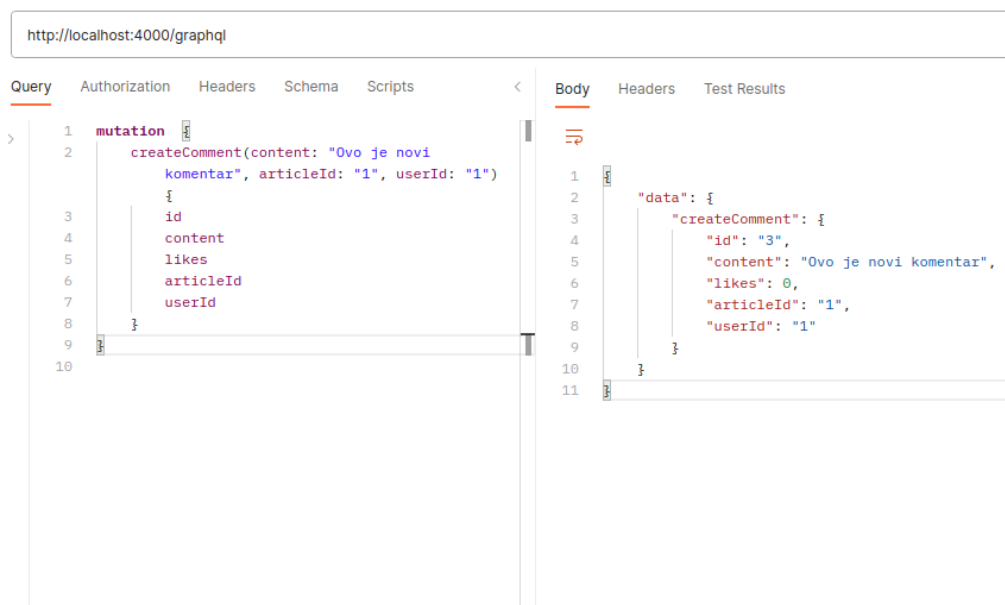 http://localhost:4000/graphql
Query Authorization Headers Schema Scripts
1 mutation {
2 createComment(content: "Ovo je novi
komentar", articleId: "1", userId: "1")
{
3 id
4 content
5 likes
6 articleId
7 userId
8 }
9 }
10
Body Headers Test Results
1 {
2 "data": {
3 "createComment": {
4 "id": "3",
5 "content": "Ovo je novi komentar",
6 "likes": 0,
7 "articleId": "1",
8 "userId": "1"
9 }
10 }
11 }